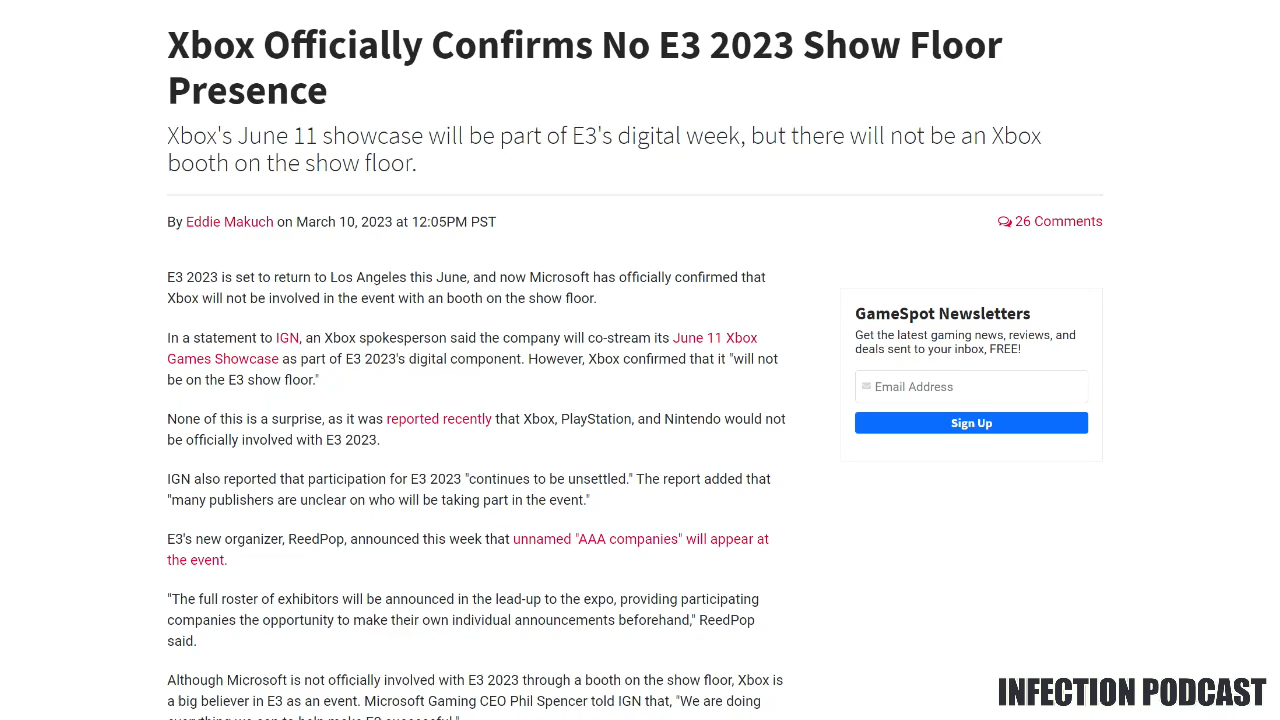 Xbox Officially Confirms No E3 2023 Show Floor
Presence
Xbox's June 11 showcase will be part of E3's digital week, but there will not be an Xbox
booth on the show floor.
By Eddie Makuch on March 10, 2023 at 12:05PM PST
26 Comments
E3 2023 is set to return to Los Angeles this June, and now Microsoft has officially confirmed that
Xbox will not be involved in the event with an booth on the show floor.
In a statement to IGN, an Xbox spokesperson said the company will co-stream its June 11 Xbox
Games Showcase as part of E3 2023's digital component. However, Xbox confirmed that it "will not
be on the E3 show floor."
None of this is a surprise, as it was reported recently that Xbox, PlayStation, and Nintendo would not
be officially involved with E3 2023.
IGN also reported that participation for E3 2023 "continues to be unsettled." The report added that
"many publishers are unclear on who will be taking part in the event."
E3's new organizer, ReedPop, announced this week that unnamed "AAA companies" will appear at
the event.
"The full roster of exhibitors will be announced in the lead-up to the expo, providing participating
companies the opportunity to make their own individual announcements beforehand," ReedPop
said.
Although Microsoft is not officially involved with E3 2023 through a booth on the show floor, Xbox is
a big believer in E3 as an event. Microsoft Gaming CEO Phil Spencer told IGN that, "We are doing
everything we can to help make E3 successful."
GameSpot Newsletters
Get the latest gaming news, reviews, and
deals sent to your inbox, FREE!
Email Address
Sign Up
INFECTION PODCAST